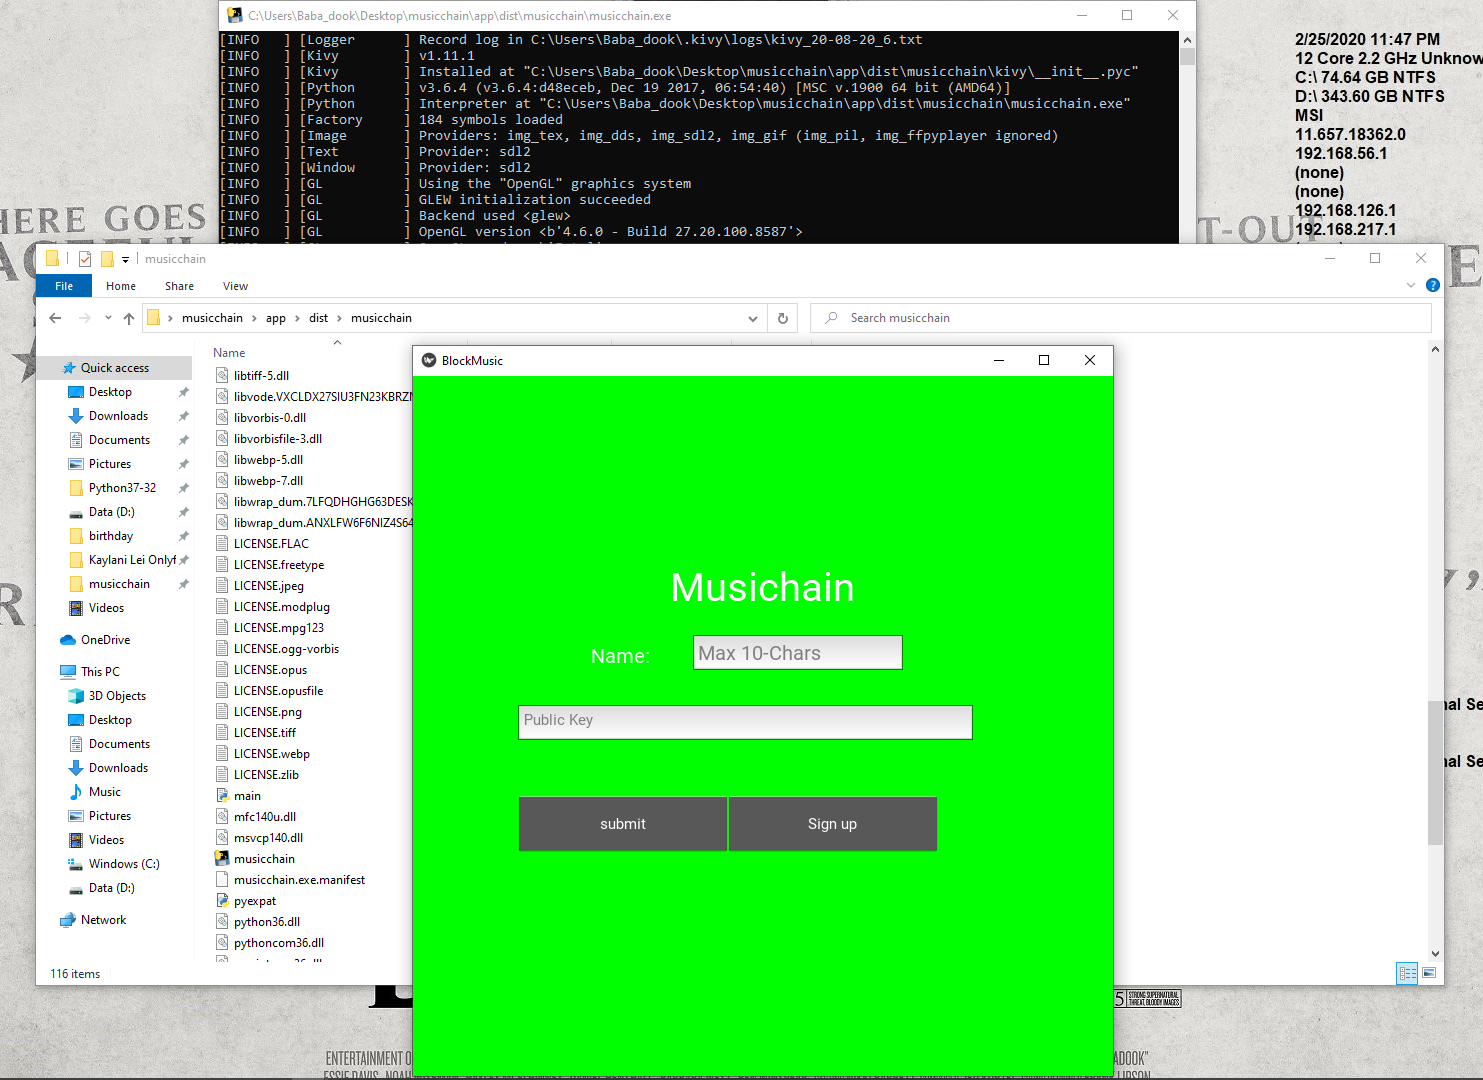 C:\Users\Baba_dook\Desktop\musicchain\app\dist\musicchain\musicchain.exe
[INFO   ] [Logger      ] Record log in C:\Users\Baba_dook\.kivy\logs\kivy_20-08-20_6.txt
[INFO   ] [Kivy        ] v1.11.1
[INFO   ] [Kivy        ] Installed at "C:\Users\Baba_dook\Desktop\musicchain\app\dist\musicchain\kivy\__init__.pyc"
[INFO   ] [Python      ] v3.6.4 (v3.6.4:d48eceb, Dec 19 2017, 06:54:40) [MSC v.1900 64 bit (AMD64)]
[INFO   ] [Python      ] Interpreter at "C:\Users\Baba_dook\Desktop\musicchain\app\dist\musicchain\musicchain.exe"
[INFO   ] [Factory     ] 184 symbols loaded
[INFO   ] [Image       ] Providers: img_tex, img_dds, img_sdl2, img_gif (img_pil, img_ffpyplayer ignored)
[INFO   ] [Text        ] Provider: sdl2
[INFO   ] [Window      ] Provider: sdl2
[INFO   ] [GL          ] Using the "OpenGL" graphics system
[INFO   ] [GL          ] GLEW initialization succeeded
[INFO   ] [GL          ] Backend used <glew>
[INFO   ] [GL          ] OpenGL version <b'4.6.0 - Build 27.20.100.8587'>
2/25/2020 11:47 PM
12 Core 2.2 GHz Unknow
C:\ 74.64 GB NTFS
D:\ 343.60 GB NTFS
MSI
11.657.18362.0
192.168.56.1
(none)
(none)
192.168.126.1
192.168.217.1
HERE GOES
T-OUT
musicchain
File Home Share View
musicchain > app > dist > musicchain
Search musicchain
Quick access
Desktop
Downloads
Documents
Pictures
Python37-32
Data (D:)
birthday
Kaylani Lei Onlyf
musicchain
Videos
OneDrive
This PC
3D Objects
Desktop
Documents
Downloads
Music
Pictures
Videos
Windows (C:)
Data (D:)
Network
Name
libtiff-5.dll
libvode.VXCLDX27SIU3FN23KBRZN
libvorbis-0.dll
libvorbisfile-3.dll
libwebp-5.dll
libwebp-7.dll
libwrap_dum.7LFQDHGHG63DESK
libwrap_dum.ANXLFW6F6NIZ4S64
LICENSE.FLAC
LICENSE.freetype
LICENSE.jpeg
LICENSE.modplug
LICENSE.mpg123
LICENSE.ogg-vorbis
LICENSE.opus
LICENSE.opusfile
LICENSE.png
LICENSE.tiff
LICENSE.webp
LICENSE.zlib
main
mfc140u.dll
msvcp140.dll
musicchain
musicchain.exe.manifest
pyexpat
python36.dll
pythoncom36.dll
116 items
BlockMusic
Musichain
Name: Max 10-Chars
Public Key
submit Sign up
nal Se
nal Se
STRONG SUPERNATURAL
THREAT, BLOODY IMAGES
ENTERTAINMENT
ADOOK"
ESSIE DAVIS